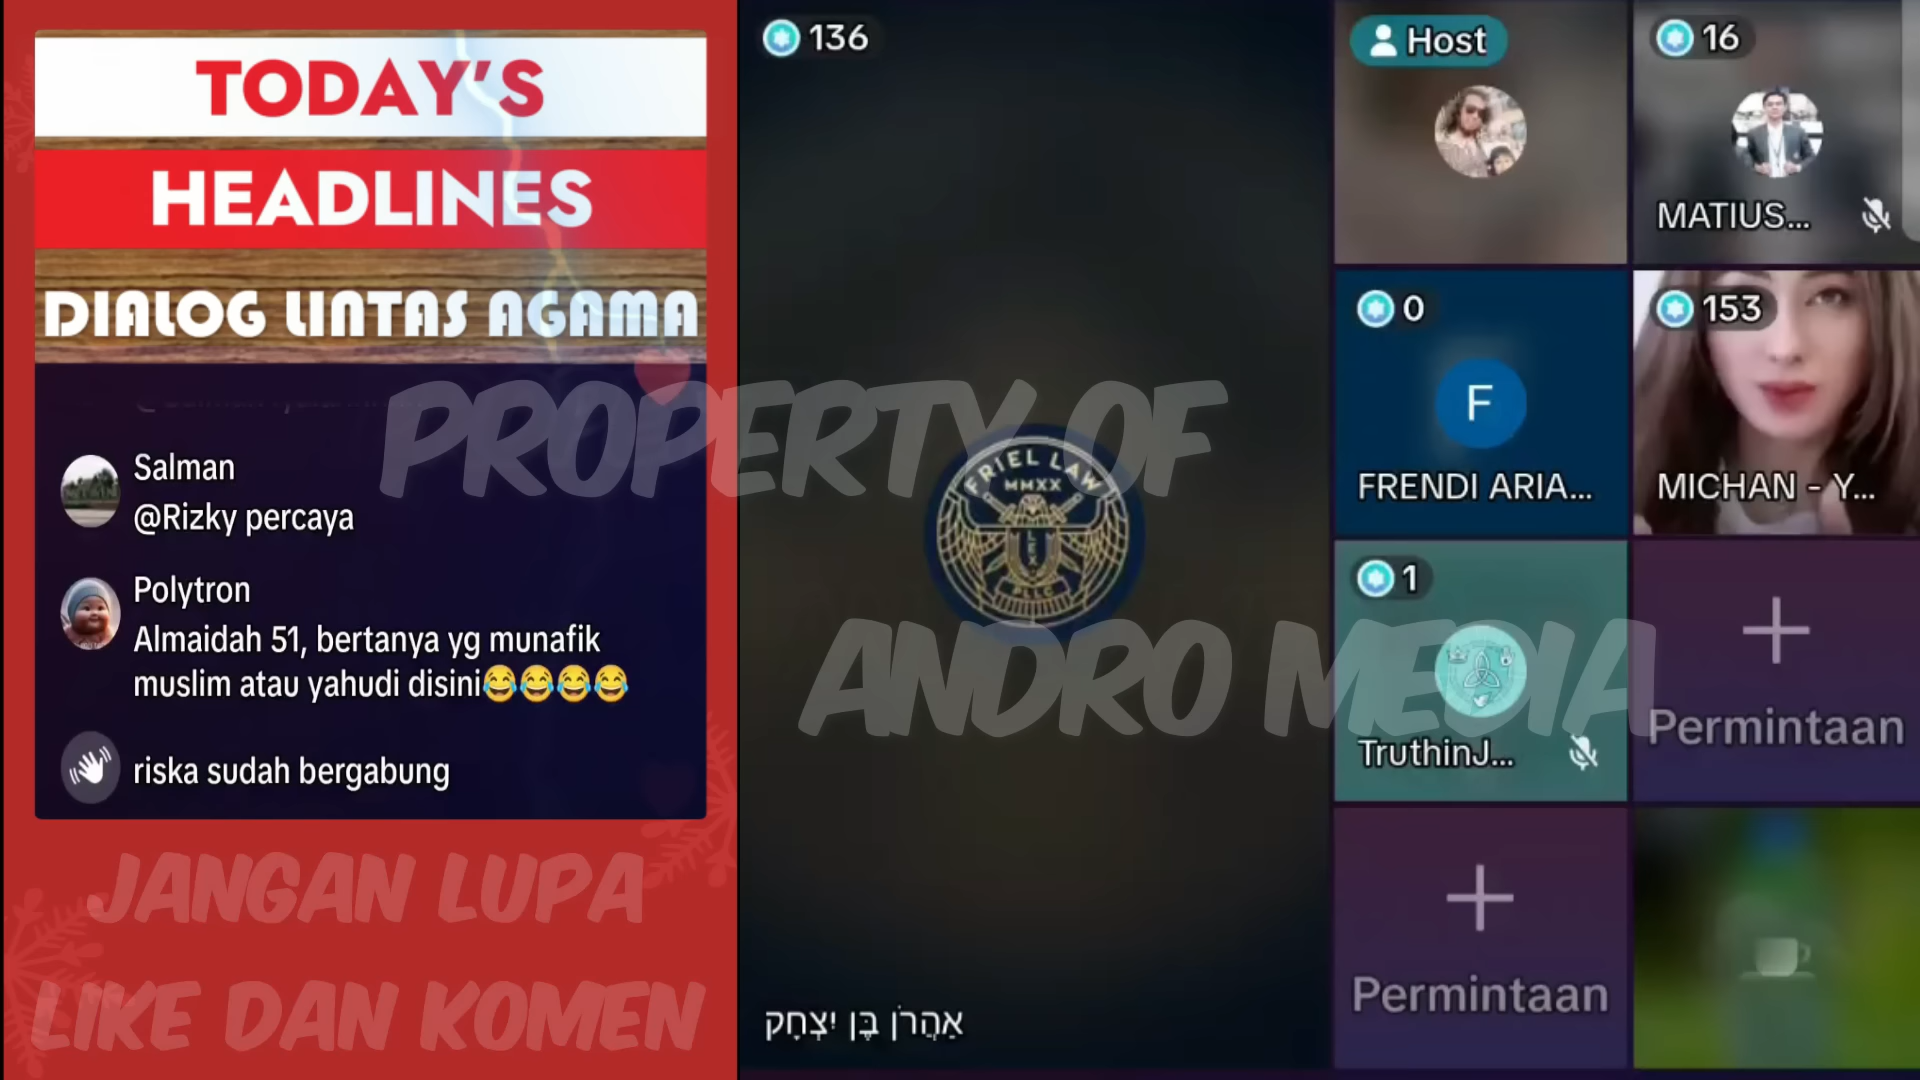 TODAY'S
HEADLINES
DIALOG LINTAS AGAMA
Salman
@Rizky percaya
Polytron
Almaidah 51, bertanya yg munafik
muslim atau yahudi disini😂😂😂😂
riska sudah bergabung
JANGAN LUPA
LIKE DAN KOMEN
PROPERTY OF
ANDRO MEDIA
136
FRIEL LAW
MMXX
LEX
PLLC
אַהֲרֹן בֶּן יִצְחָק
Host
16
MATIUS...
0
F
FRENDI ARIA...
153
MICHAN - Y...
1
TruthinJ...
Permintaan
Permintaan